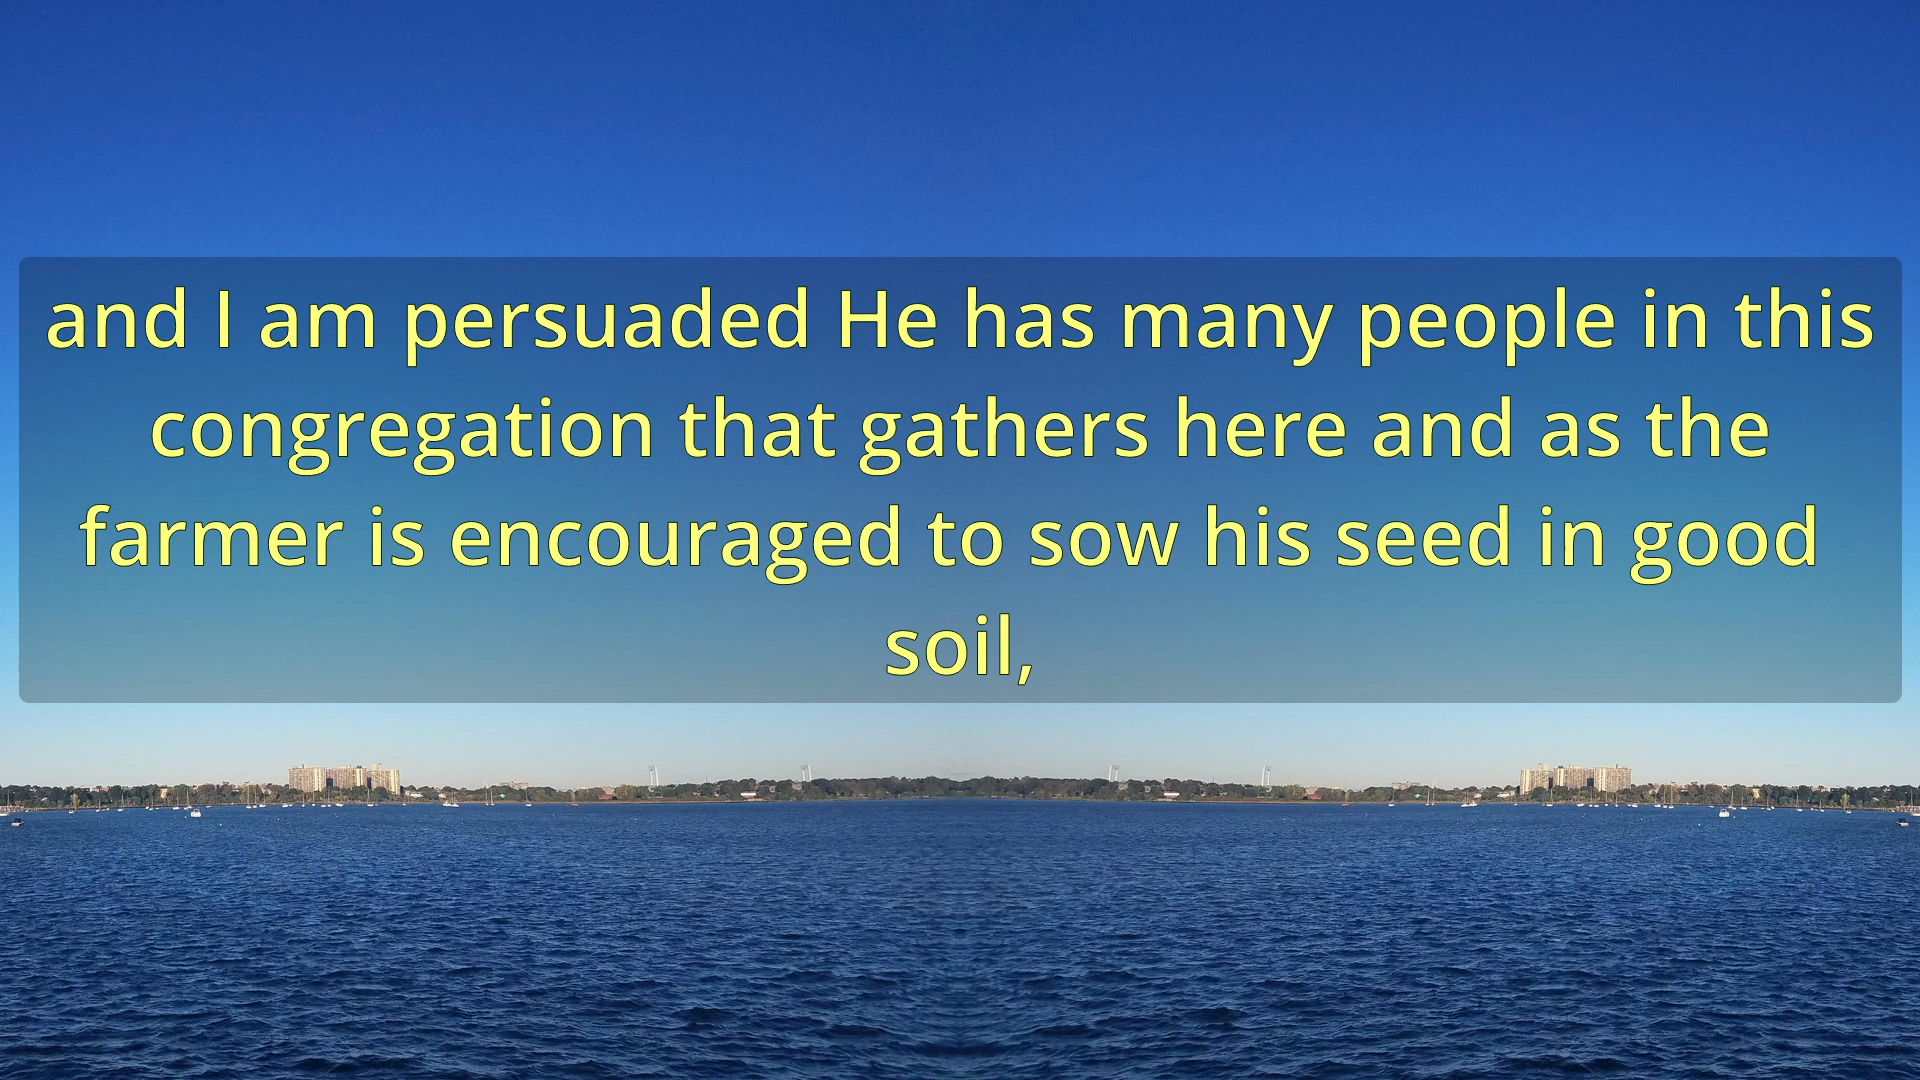 and I am persuaded He has many people in this
congregation that gathers here and as the
farmer is encouraged to sow his seed in good
soil,